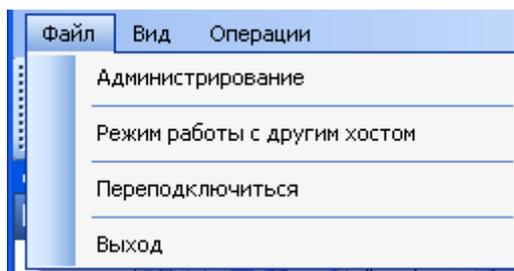 Файл Вид Операции
Администрирование
Режим работы с другим хостом
Переподключиться
Выход